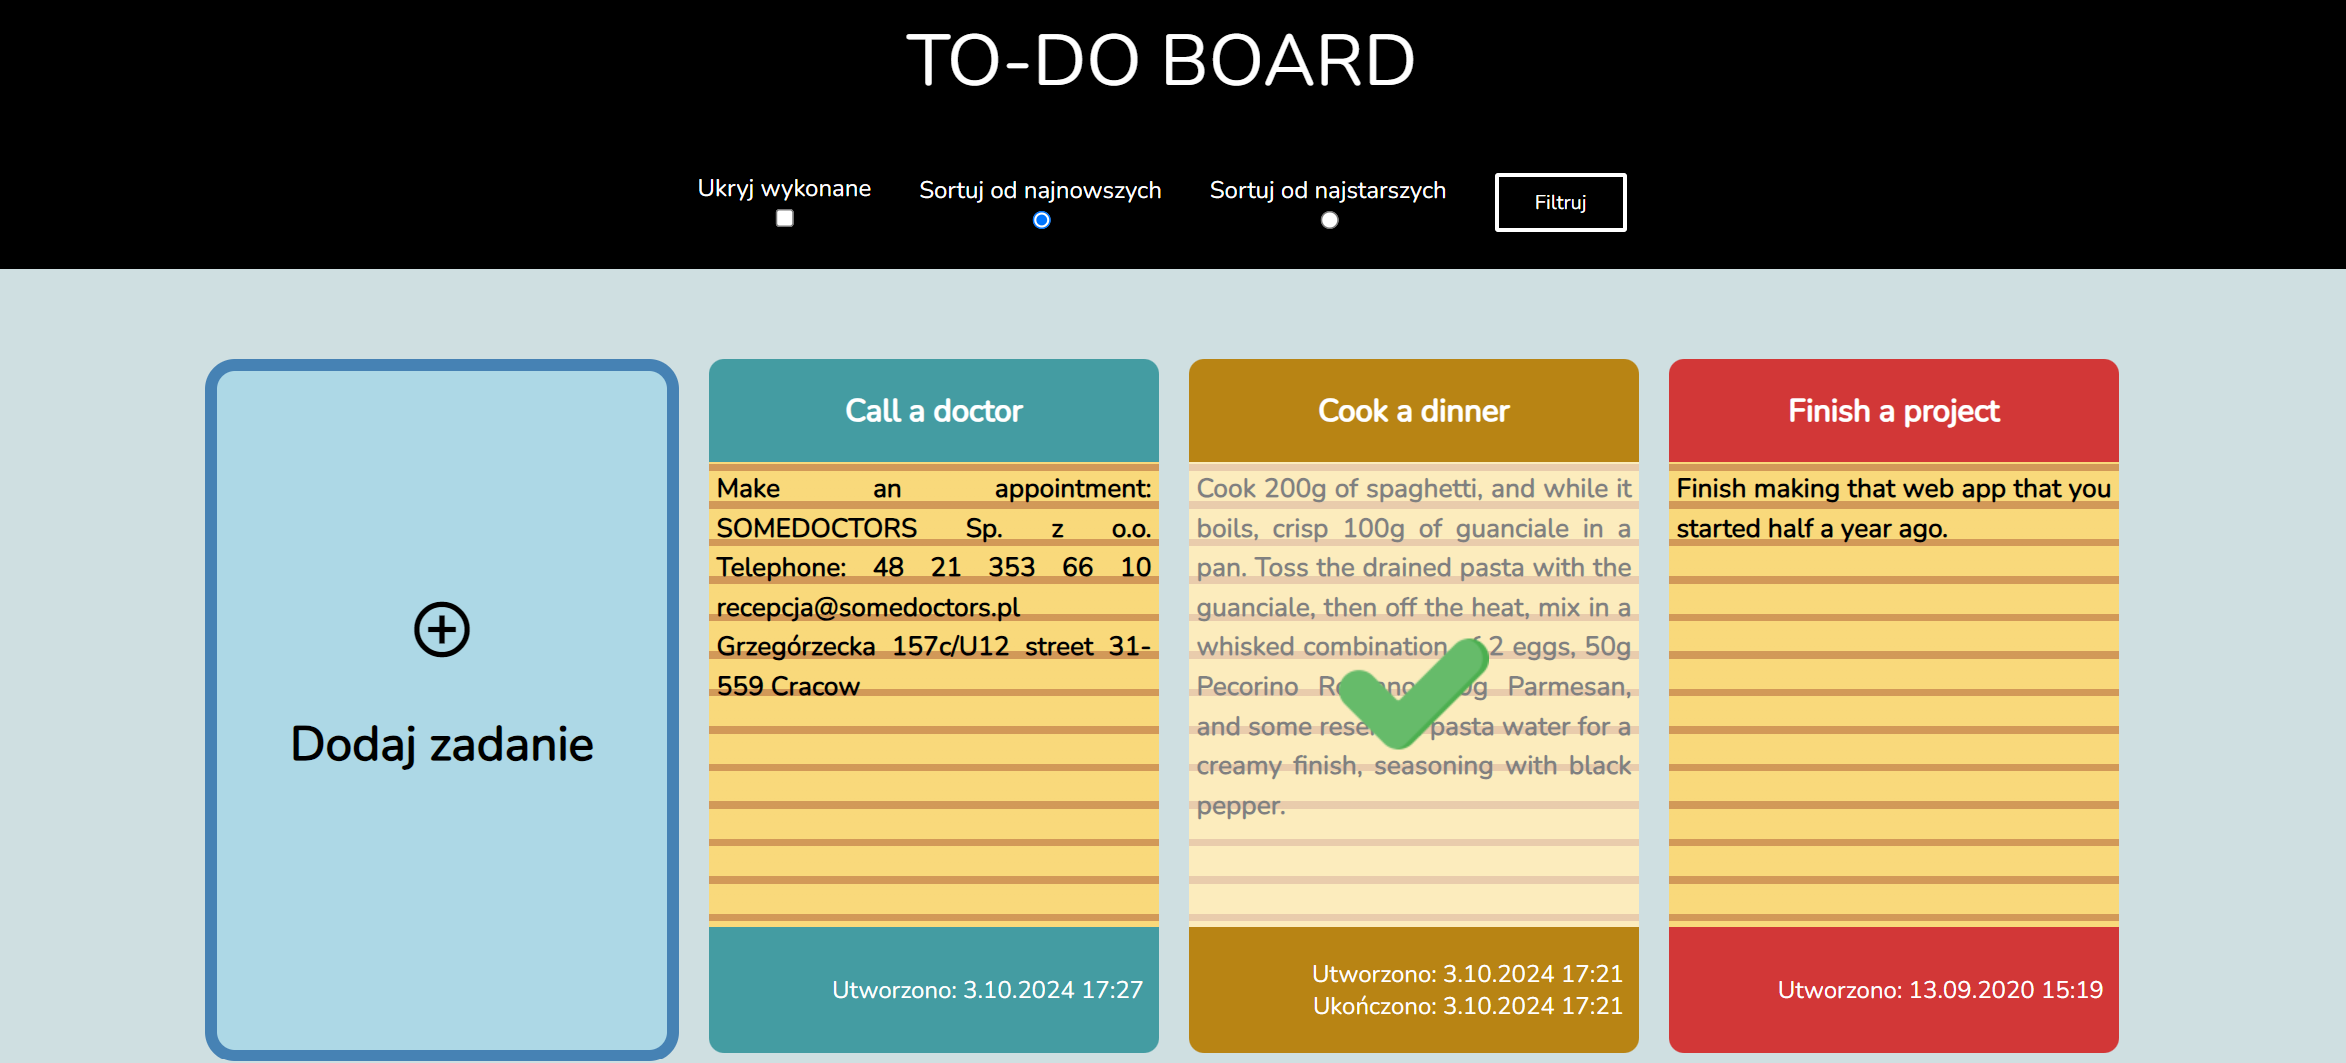 TO-DO BOARD
Ukryj wykonane
Sortuj od najnowszych
Sortuj od najstarszych
Filtruj
Dodaj zadanie
Call a doctor
Make an appointment:
SOMEDOCTORS Sp. z o.o.
Telephone: 48 21 353 66 10
recepcja@somedoctors.pl
Grzegórzecka 157c/U12 street 31-
559 Cracow
Utworzono: 3.10.2024 17:27
Cook a dinner
Cook 200g of spaghetti, and while it
boils, crisp 100g of guanciale in a
pan. Toss the drained pasta with the
guanciale, then off the heat, mix in a
whisked combination 2 eggs, 50g
Pecorino Parmesan,
and some pasta water for a
creamy finish, seasoning with black
pepper.
Utworzono: 3.10.2024 17:21
Ukończono: 3.10.2024 17:21
Finish a project
Finish making that web app that you
started half a year ago.
Utworzono: 13.09.2020 15:19